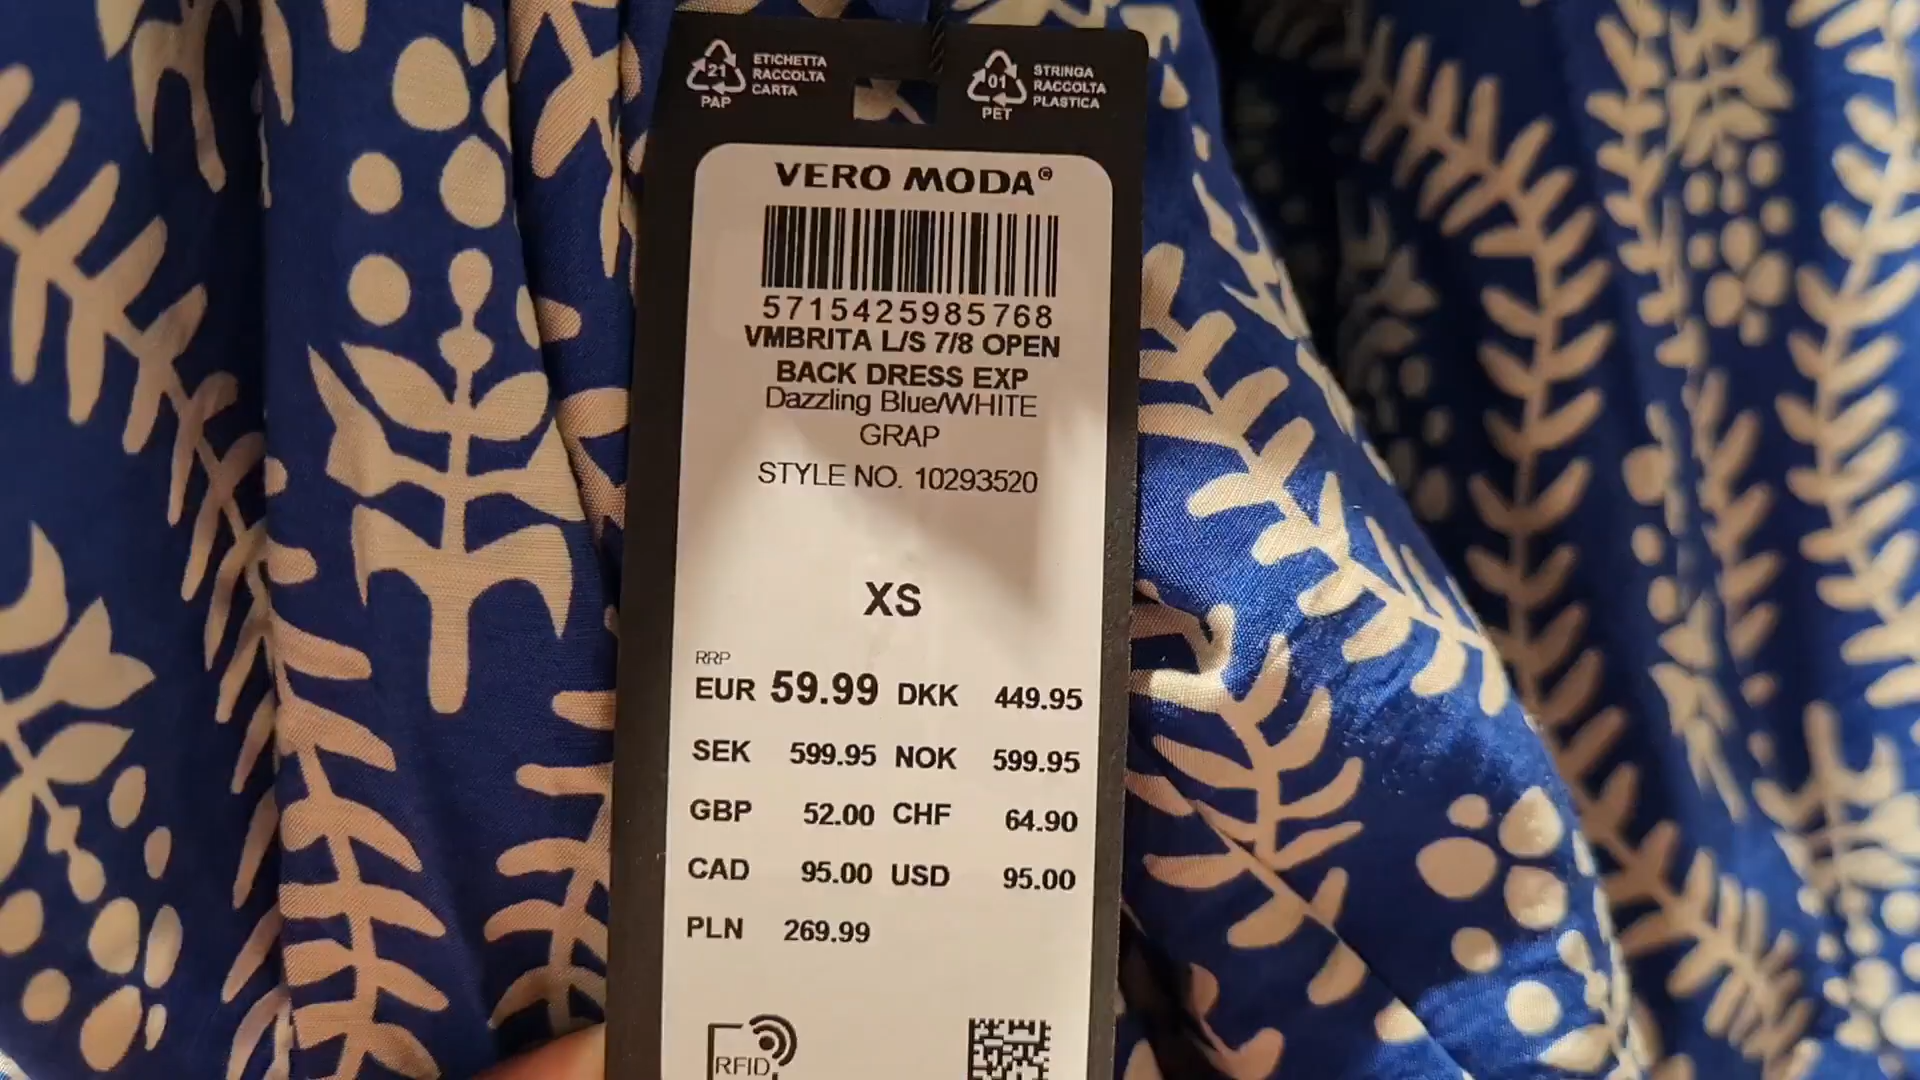 21
PAP
ETICHETTA
RACCOLTA
CARTA
01
PET
STRINGA
RACCOLTA
PLASTICA
VERO MODA©
5715425985768
VMBRITA L/S 7/8 OPEN
BACK DRESS EXP
Dazzling Blue/WHITE
GRAP
STYLE NO. 10293520
XS
RRP
EUR 59.99 DKK 449.95
SEK 599.95 NOK 599.95
GBP 52.00 CHF 64.90
CAD 95.00 USD 95.00
PLN 269.99
RFID